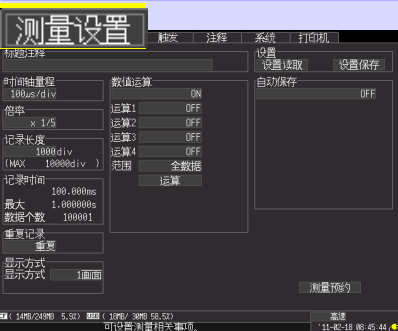 测量设置 触发 注释 系统 打印机
标题注释
设置
设置读取 设置保存
时间轴量程
100us/div
倍率
x 1/5
记录长度
1000div
(MAX 10000div )
记录时间
100.000ms
最大 1.000000s
数据个数 100001
重复记录
重复
显示方式
显示方式 1画面
数值运算
ON
运算1 OFF
运算2 OFF
运算3 OFF
运算4 OFF
范围 全数据
运算
自动保存
OFF
测量预约
( 14MB/249MB 5.9%) ( 18MB/ 30MB 58.5%)
高速
可设置测量相关事项。
'11-02-18 08:45:44